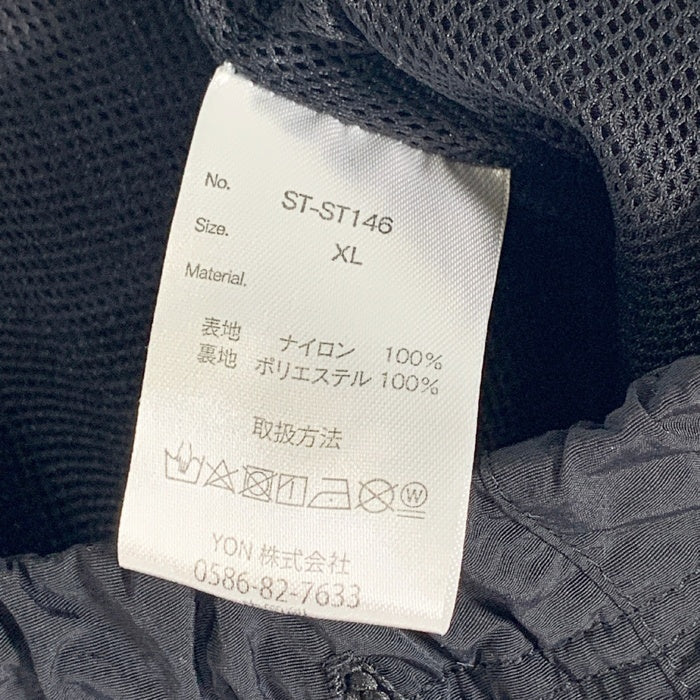 No. ST-ST146
Size. XL
Material.
表地 ナイロン 100%
裏地 ポリエステル 100%
取扱方法
YON 株式会社
0586-82-7633